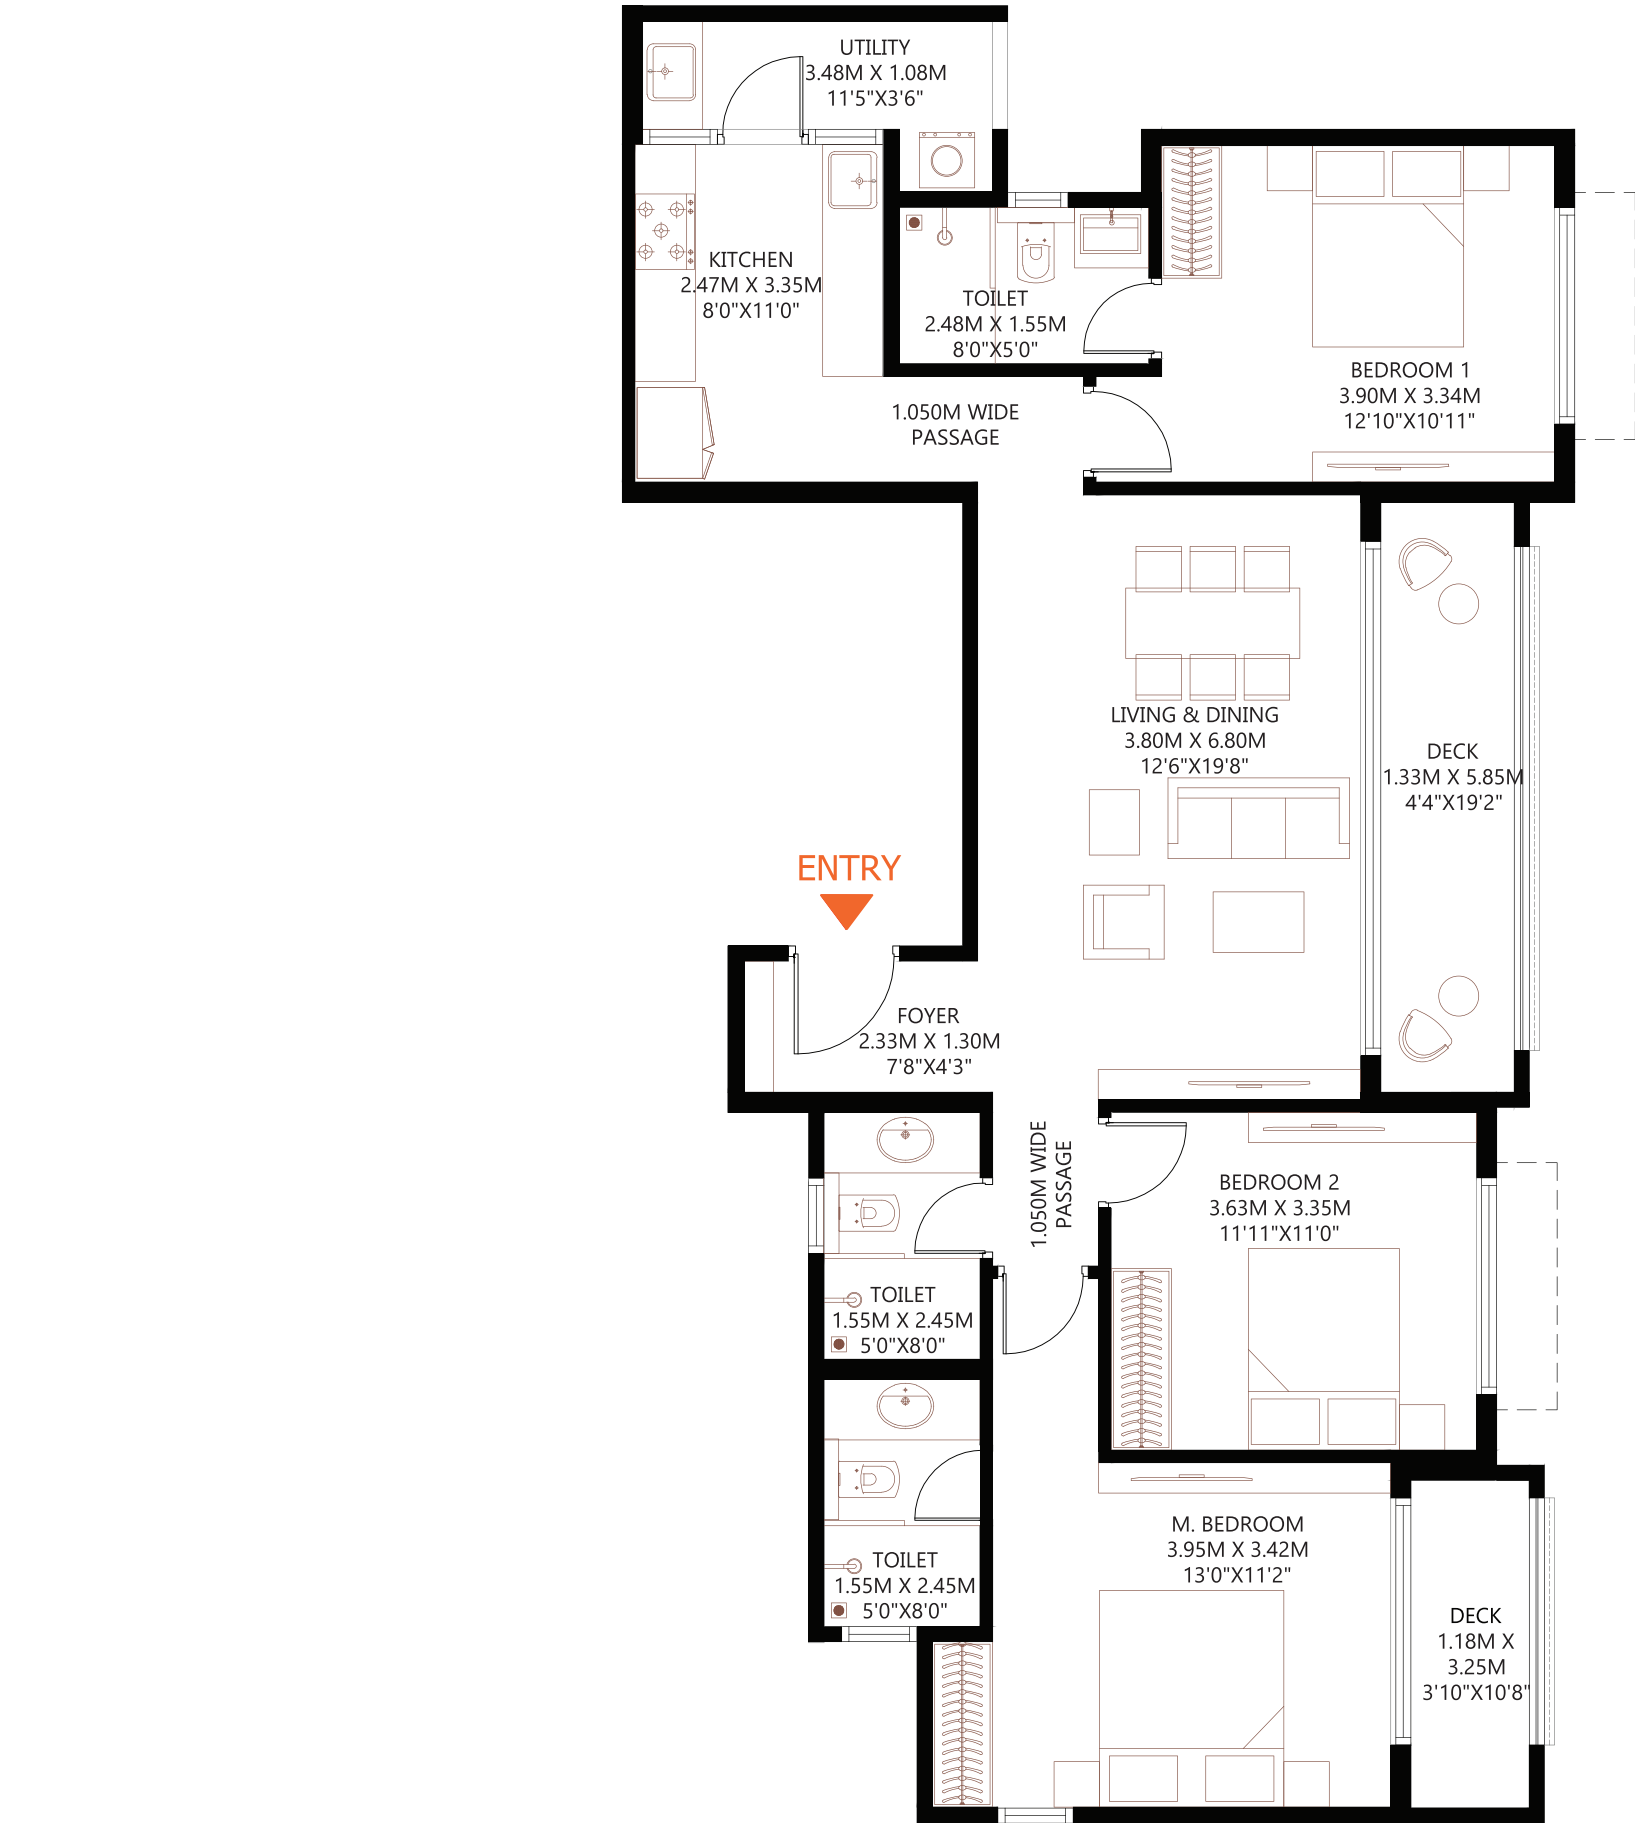 UTILITY
3.48M X 1.08M
11'5"X3'6"
KITCHEN
2.47M X 3.35M
8'0"X11'0"
TOILET
2.48M X 1.55M
8'0"X5'0"
BEDROOM 1
3.90M X 3.34M
12'10"X10'11"
1.050M WIDE
PASSAGE
LIVING & DINING
3.80M X 6.80M
12'6"X19'8"
DECK
1.33M X 5.85M
4'4"X19'2"
ENTRY
FOYER
2.33M X 1.30M
7'8"X4'3"
1.050M WIDE
PASSAGE
BEDROOM 2
3.63M X 3.35M
11'11"X11'0"
TOILET
1.55M X 2.45M
5'0"X8'0"
M. BEDROOM
3.95M X 3.42M
13'0"X11'2"
TOILET
1.55M X 2.45M
5'0"X8'0"
DECK
1.18M X
3.25M
3'10"X10'8"